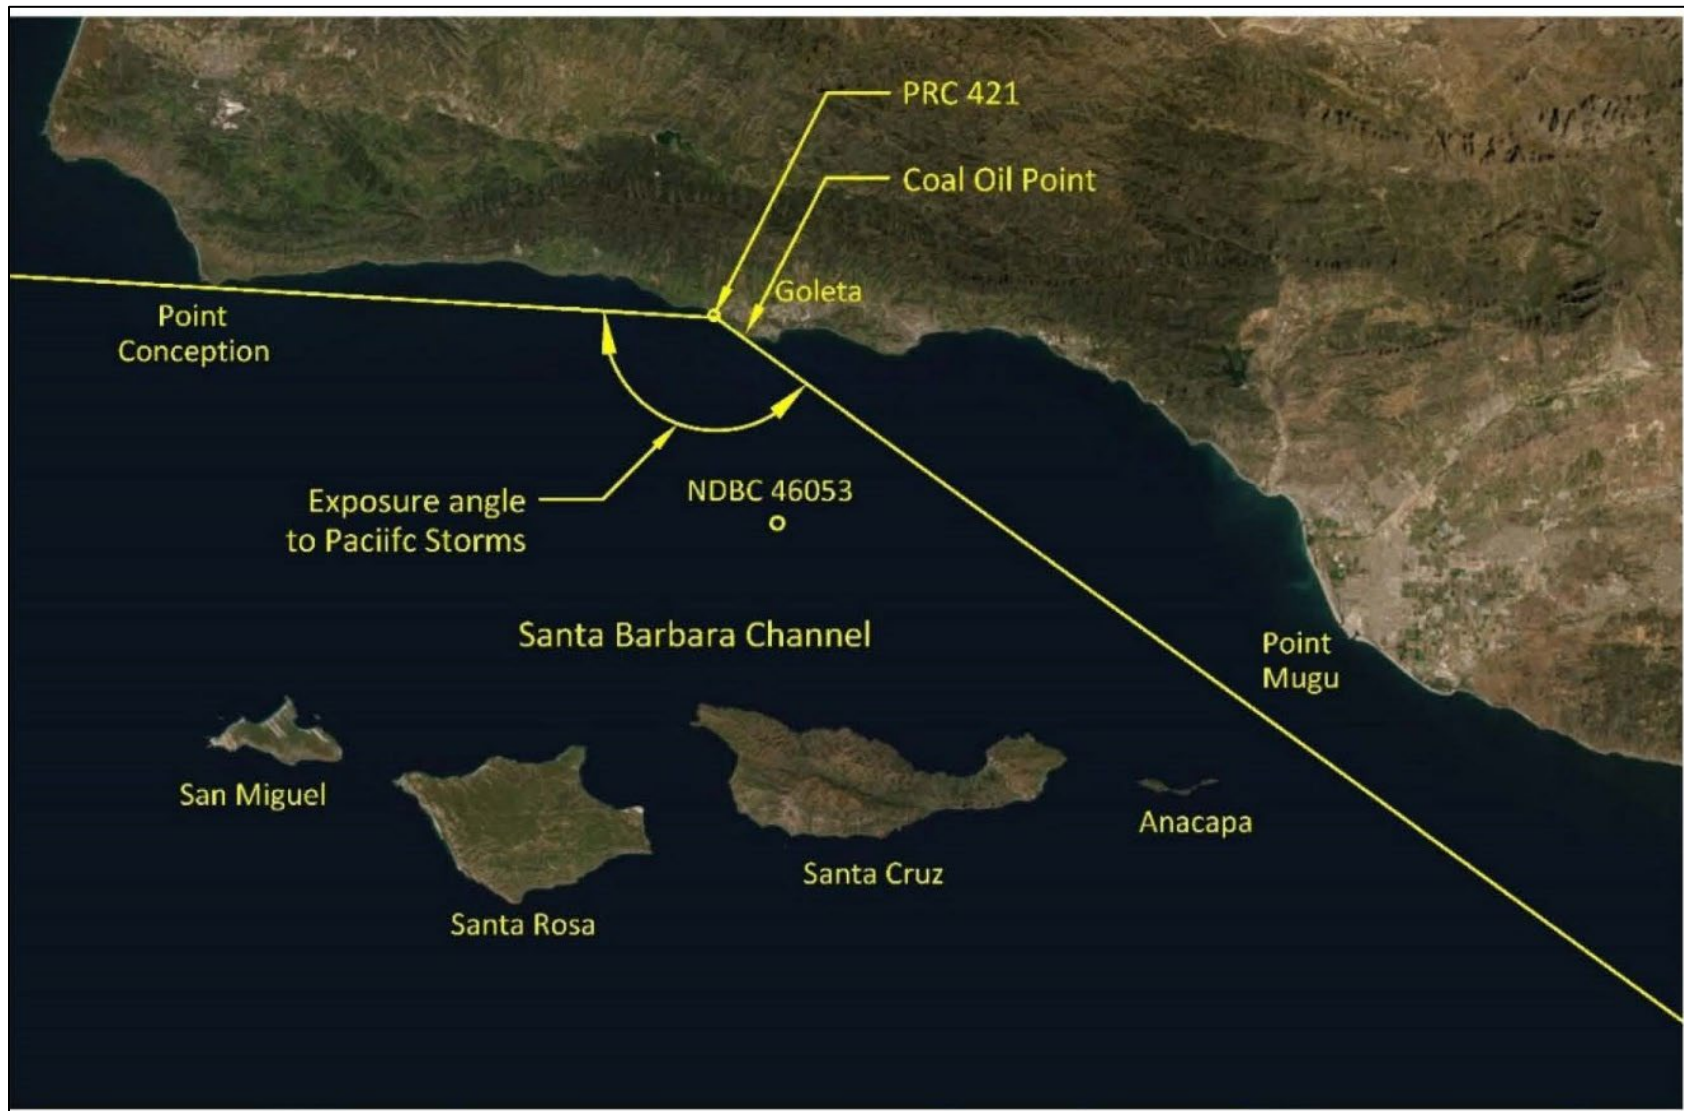 PRC 421
Coal Oil Point
Goleta
Point
Conception
NDBC 46053
Exposure angle
to Paciifc Storms
Santa Barbara Channel
Point
Mugu
San Miguel
Anacapa
Santa Cruz
Santa Rosa